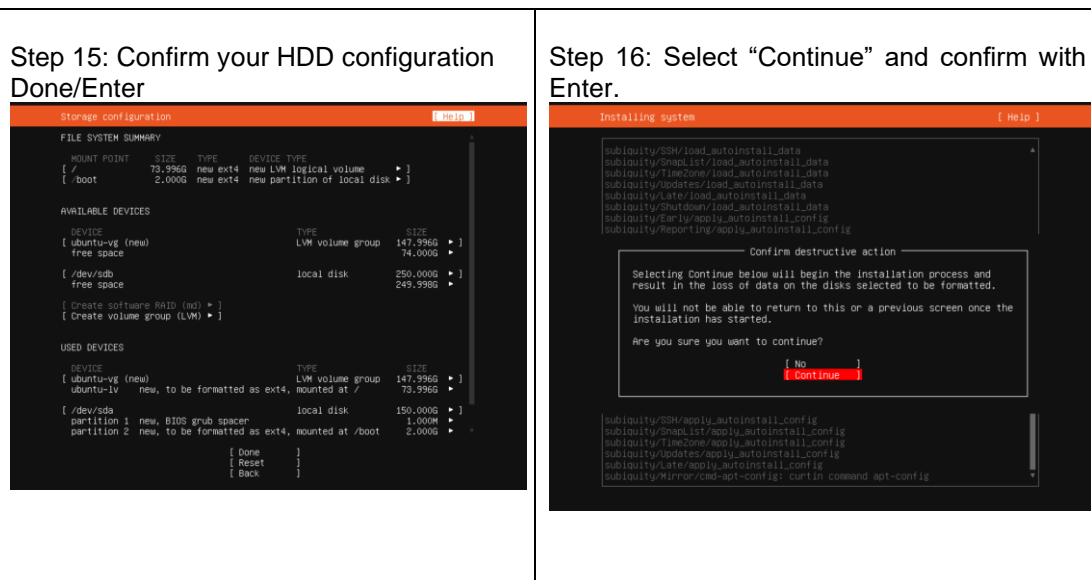 Step 15: Confirm your HDD configuration
Done/Enter
Storage configuration [ Help ]
FILE SYSTEM SUMMARY
MOUNT POINT SIZE TYPE DEVICE TYPE
[ / 73.996G new ext4 new LVM logical volume ▸ ]
[ /boot 2.000G new ext4 new partition of local disk ▸ ]
AVAILABLE DEVICES
DEVICE TYPE SIZE
[ ubuntu-vg (new) LVM volume group 147.996G ▸ ]
free space 74.000G ▸
[ /dev/sdb local disk 250.000G ▸ ]
free space 249.998G ▸
[ Create software RAID (md) ▸ ]
[ Create volume group (LVM) ▸ ]
USED DEVICES
DEVICE TYPE SIZE
[ ubuntu-vg (new) LVM volume group 147.996G ▸ ]
ubuntu-lv new, to be formatted as ext4, mounted at / 73.996G ▸
[ /dev/sda local disk 150.000G ▸ ]
partition 1 new, BIOS grub spacer 1.000M ▸
partition 2 new, to be formatted as ext4, mounted at /boot 2.000G ▸
[ Done ]
[ Reset ]
[ Back ]
Step 16: Select “Continue” and confirm with
Enter.
Installing system [ Help ]
subiquity/SSH/load_autoinstall_data
subiquity/SnapList/load_autoinstall_data
subiquity/TimeZone/load_autoinstall_data
subiquity/Updates/load_autoinstall_data
subiquity/Late/load_autoinstall_data
subiquity/Shutdown/load_autoinstall_data
subiquity/Early/apply_autoinstall_config
subiquity/Reporting/apply_autoinstall_config
Confirm destructive action
Selecting Continue below will begin the installation process and
result in the loss of data on the disks selected to be formatted.
You will not be able to return to this or a previous screen once the
installation has started.
Are you sure you want to continue?
[ No ]
[ Continue ]
subiquity/SSH/apply_autoinstall_config
subiquity/SnapList/apply_autoinstall_config
subiquity/TimeZone/apply_autoinstall_config
subiquity/Updates/apply_autoinstall_config
subiquity/Late/apply_autoinstall_config
subiquity/Mirror/cmd-apt-config: curtin command apt-config